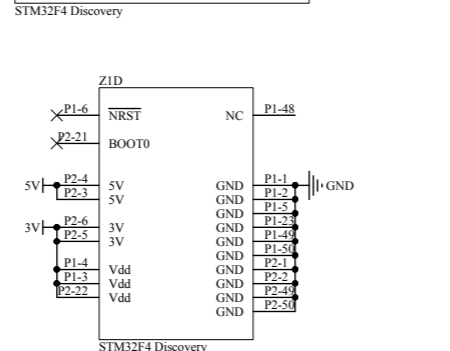 STM32F4 Discovery
Z1D
P1-6 NRST NC P1-48
P2-21 BOOT0
5V P2-4 5V GND P1-1 GND
P2-3 5V GND P1-2
GND P1-5
3V P2-6 3V GND P1-23
P2-5 3V GND P1-49
GND P1-50
P1-4 Vdd GND P2-1
P1-3 Vdd GND P2-2
P2-22 Vdd GND P2-49
GND P2-50
STM32F4 Discovery